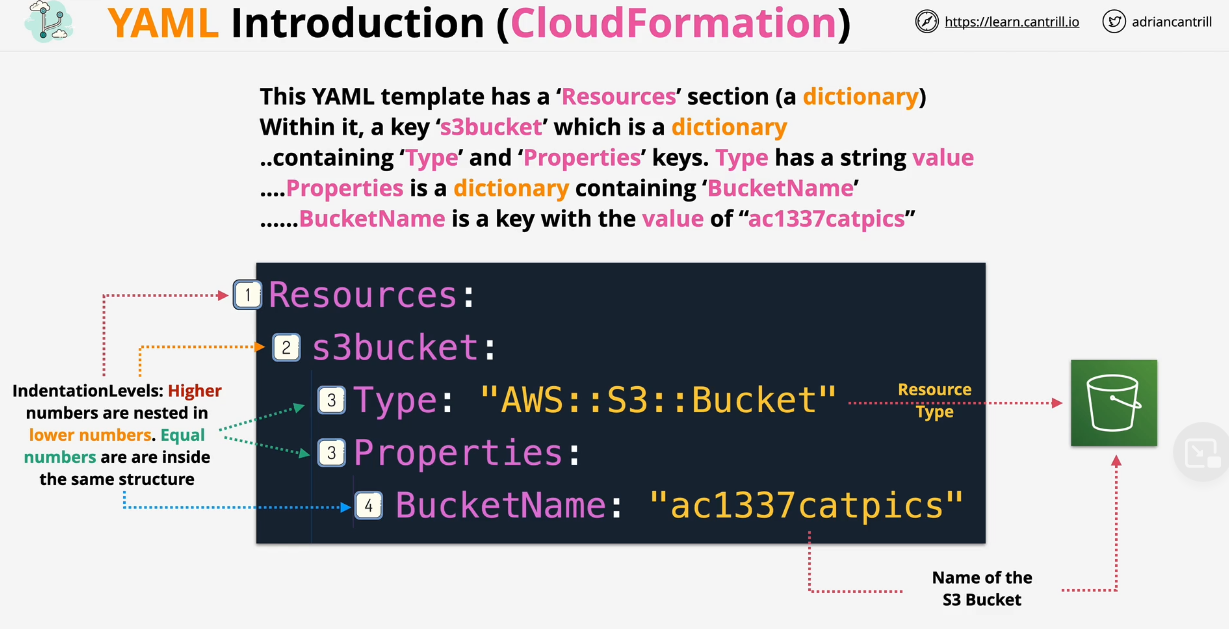 YAML Introduction (CloudFormation)
https://learn.cantrill.io
adriancantrill
This YAML template has a ‘Resources’ section (a dictionary)
Within it, a key ‘s3bucket’ which is a dictionary
..containing ‘Type’ and ‘Properties’ keys. Type has a string value
....Properties is a dictionary containing ‘BucketName’
......BucketName is a key with the value of “ac1337catpics”
1 Resources:
2 s3bucket:
3 Type: "AWS::S3::Bucket"
3 Properties:
4 BucketName: "ac1337catpics"
IndentationLevels: Higher
numbers are nested in
lower numbers. Equal
numbers are are inside
the same structure
Resource
Type
Name of the
S3 Bucket